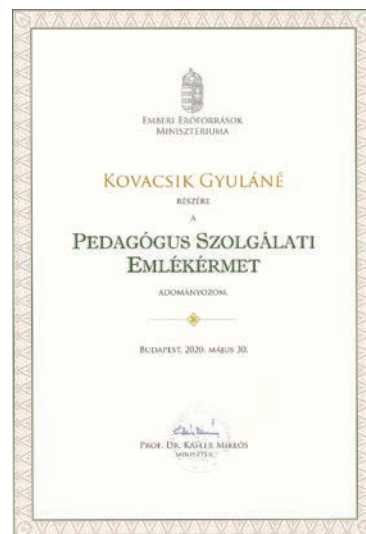 EMBERI ERŐFORRÁSOK
MINISZTÉRIUMA
KOVACSIK GYULÁNÉ
RÉSZÉRE
A
PEDAGÓGUS SZOLGÁLATI
EMLÉKÉRMET
ADOMÁNYOZOM.
BUDAPEST, 2020. MÁJUS 30.
PROF. DR. KÁSLER MIKLÓS
MINISZTER